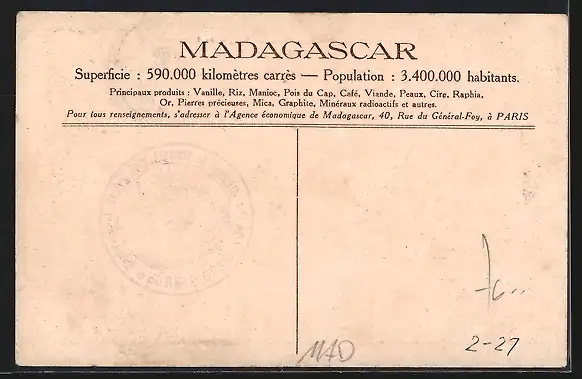 MADAGASCAR
Superficie : 590.000 kilomètres carrès — Population : 3.400.000 habitants.
Principaux produits : Vanille, Riz, Manioc, Pois du Cap, Café, Viande, Peaux, Cire, Raphia,
Or, Pierres précieuses, Mica, Graphite, Minéraux radioactifs et autres.
Pour tous renseignements, s'adresser à l'Agence économique de Madagascar, 40, Rue du Général-Foy, à PARIS
MAD
2-27